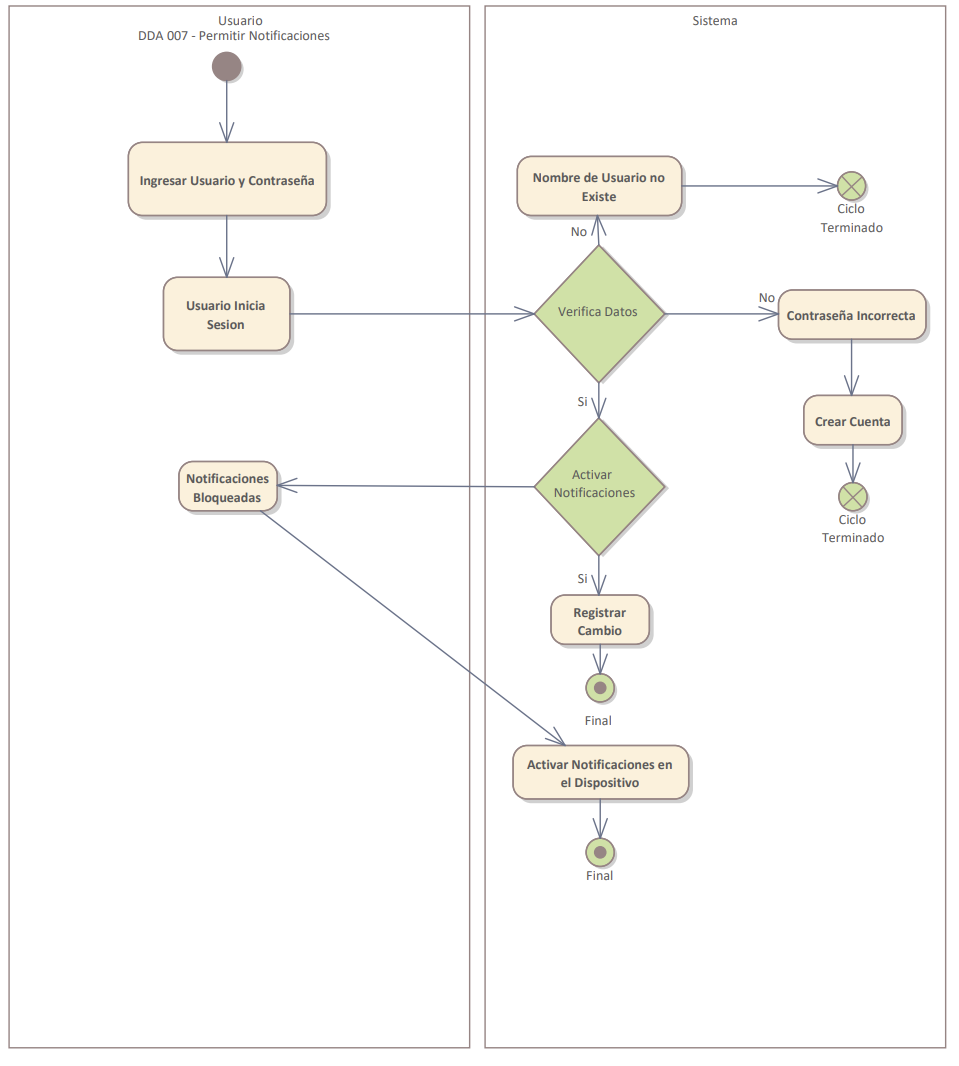 Usuario
DDA 007 - Permitir Notificaciones
Sistema
Ingresar Usuario y Contraseña
Nombre de Usuario no
Existe
Ciclo
Terminado
No
Usuario Inicia
Sesion
Verifica Datos
No
Contraseña Incorrecta
Si
Crear Cuenta
Notificaciones
Bloqueadas
Activar
Notificaciones
Ciclo
Terminado
Si
Registrar
Cambio
Final
Activar Notificaciones en
el Dispositivo
Final